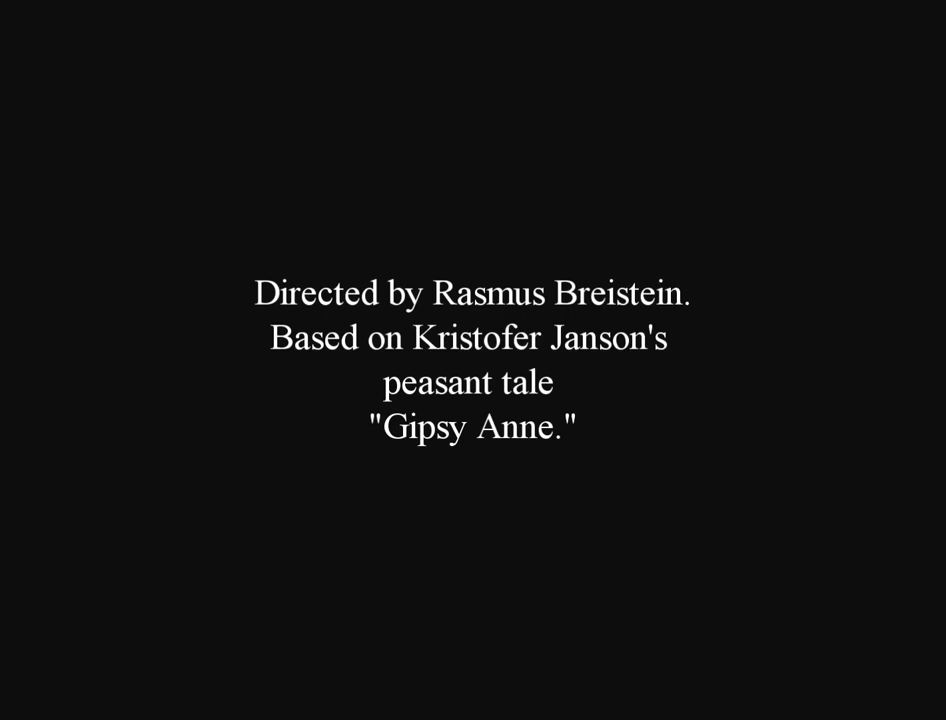 Directed by Rasmus Breistein.
Based on Kristofer Janson's
peasant tale
"Gipsy Anne."